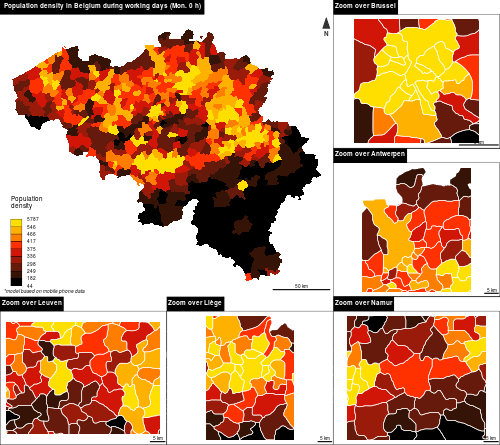 Population density in Belgium during working days (Mon. 0 h)
N
Population
density
5787
546
466
417
375
336
298
249
182
44
*model based on mobile phone data
50 km
Zoom over Brussel
Zoom over Antwerpen
5 km
Zoom over Leuven
5 km
Zoom over Liège
5 km
Zoom over Namur